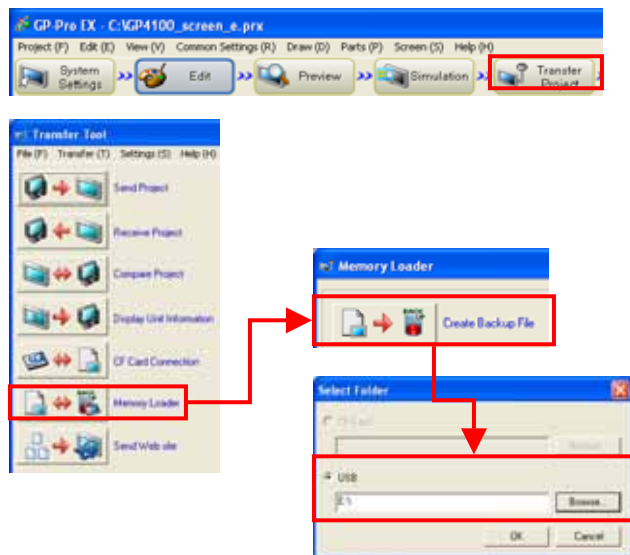 GP-Pro EX - C:\GP4100_screen_e.prx
Project (P) Edit (E) View (V) Common Settings (R) Draw (D) Parts (P) Screen (S) Help (H)
System Settings >> Edit >> Preview >> Simulation >> Transfer Project
Transfer Tool
File (F) Transfer (T) Settings (S) Help (H)
Send Project
Receive Project
Compare Project
Display Unit Information
CF Card Connection
Memory Loader
Send Web site
Memory Loader
BACK UP
Create Backup File
Select Folder
CF Card
Browse
USB
E:\
Browse...
OK Cancel